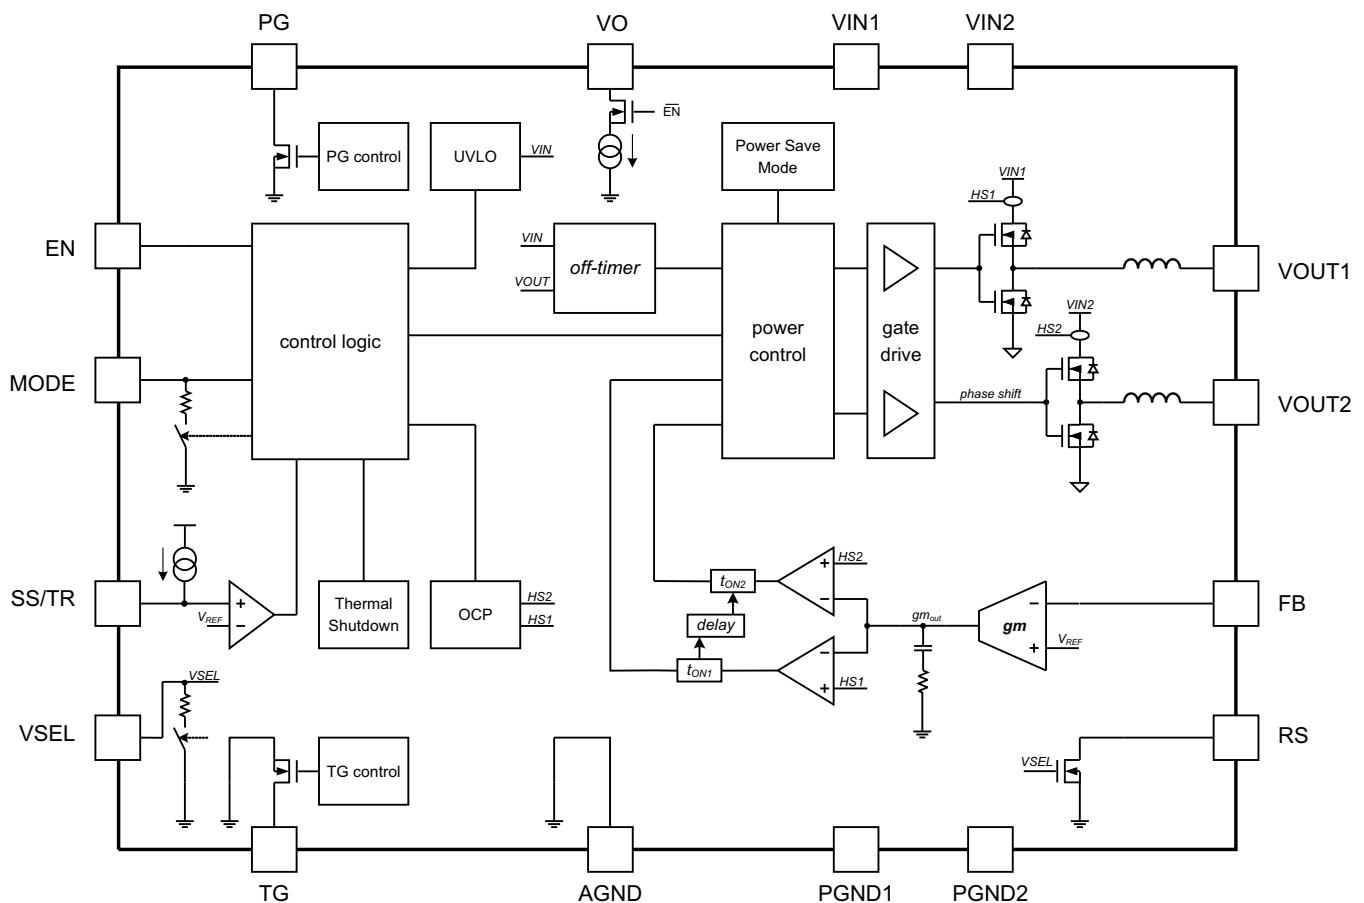 PG
VO
VIN1
VIN2
EN
PG control
UVLO
VIN
Power Save
Mode
VIN1
HS1
EN
VIN
VOUT
off-timer
control logic
power
control
gate
drive
VOUT1
VIN2
HS2
MODE
phase shift
VOUT2
SS/TR
+
−
VREF
Thermal
Shutdown
OCP
HS2
HS1
tON2
delay
tON1
+
HS2
−
−
+
HS1
gmout
gm
−
+
VREF
FB
VSEL
VSEL
TG control
VSEL
RS
TG
AGND
PGND1
PGND2